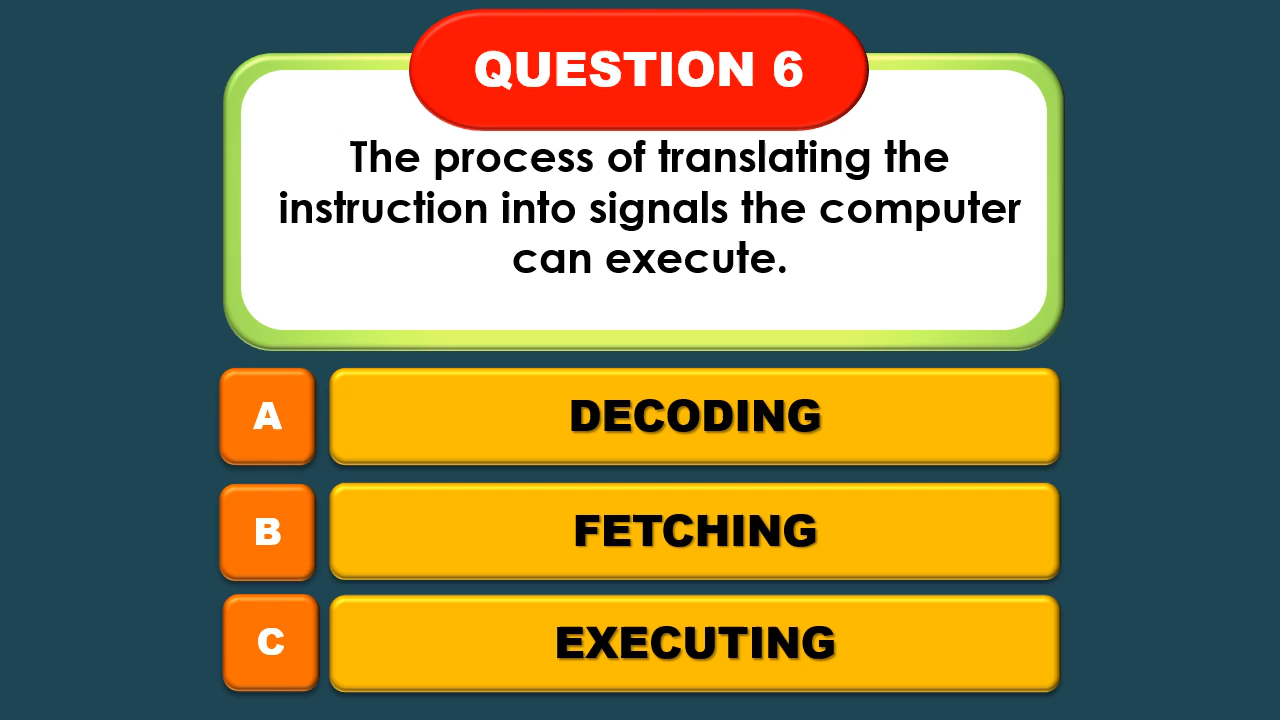 QUESTION 6
The process of translating the
instruction into signals the computer
can execute.
A DECODING
B FETCHING
C EXECUTING